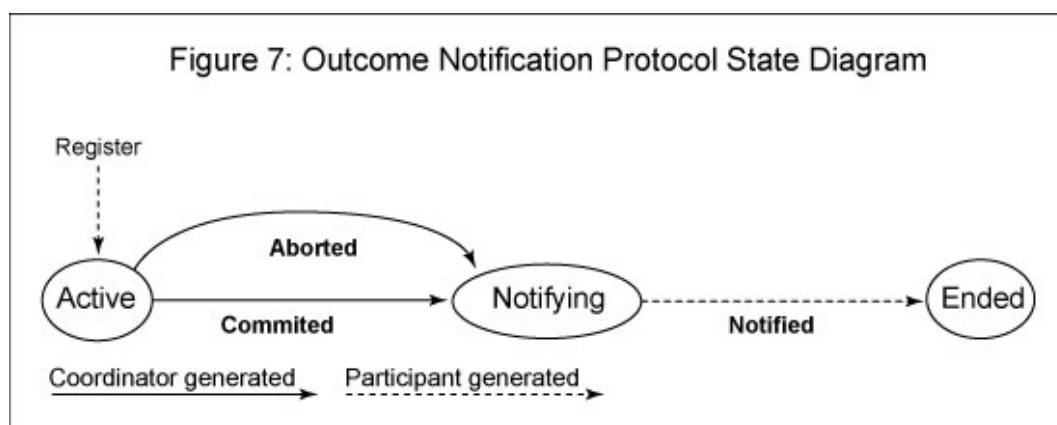 Figure 7: Outcome Notification Protocol State Diagram
Register
Aborted
Active
Notifying
Ended
Commited
Notified
Coordinator generated
Participant generated